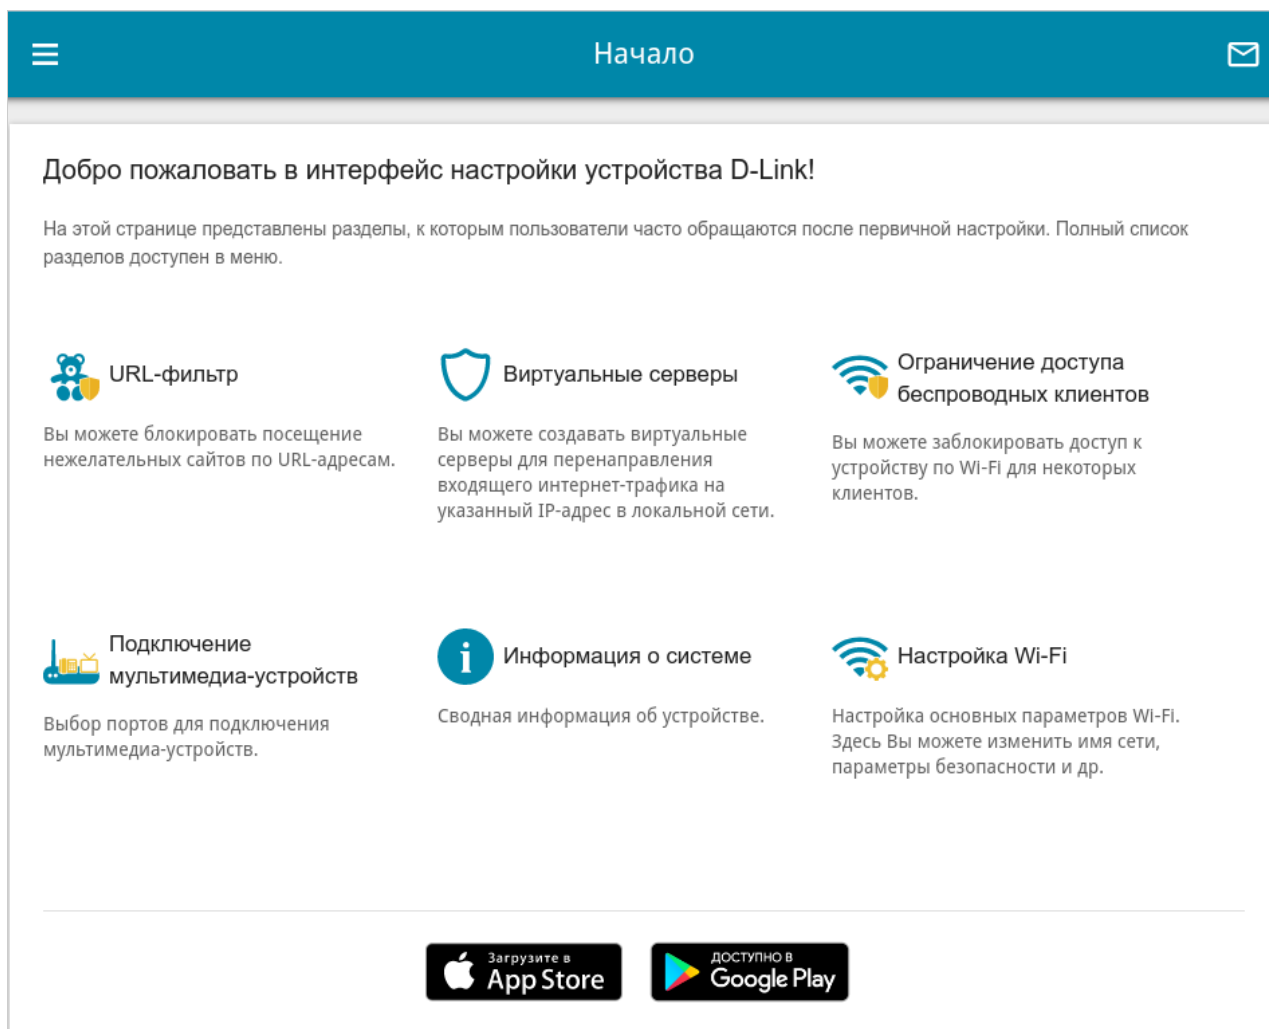 Начало
Добро пожаловать в интерфейс настройки устройства D-Link!
На этой странице представлены разделы, к которым пользователи часто обращаются после первичной настройки. Полный список
разделов доступен в меню.
URL-фильтр
Вы можете блокировать посещение
нежелательных сайтов по URL-адресам.
Виртуальные серверы
Вы можете создавать виртуальные
серверы для перенаправления
входящего интернет-трафика на
указанный IP-адрес в локальной сети.
Ограничение доступа
беспроводных клиентов
Вы можете заблокировать доступ к
устройству по Wi-Fi для некоторых
клиентов.
Подключение
мультимедиа-устройств
Выбор портов для подключения
мультимедиа-устройств.
i
Информация о системе
Сводная информация об устройстве.
Настройка Wi-Fi
Настройка основных параметров Wi-Fi.
Здесь Вы можете изменить имя сети,
параметры безопасности и др.
Загрузите в
App Store
ДОСТУПНО В
Google Play